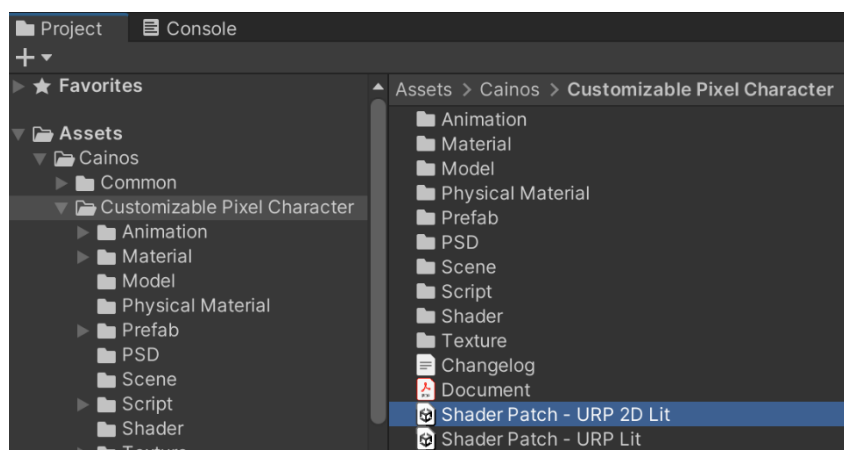 Project
Console
Favorites
Assets
Cainos
Common
Customizable Pixel Character
Animation
Material
Model
Physical Material
Prefab
PSD
Scene
Script
Shader
Assets > Cainos > Customizable Pixel Character
Animation
Material
Model
Physical Material
Prefab
PSD
Scene
Script
Shader
Texture
Changelog
Document
Shader Patch - URP 2D Lit
Shader Patch - URP Lit